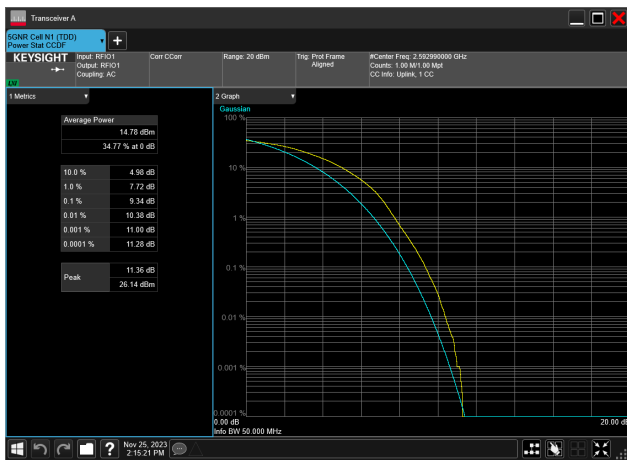 Transceiver A
5GNR Cell N1 (TDD)
Power Stat CCDF
KEYSIGHT
Input: RFIO1
Output: RFIO1
Coupling: AC
Corr CCorr
Range: 20 dBm
Trig: Prot Frame
Aligned
#Center Freq: 2.592990000 GHz
Counts: 1.00 M/1.00 Mpt
CC Info: Uplink, 1 CC
LXI
1 Metrics
Average Power
14.78 dBm
34.77 % at 0 dB
10.0 % 4.98 dB
1.0 % 7.72 dB
0.1 % 9.34 dB
0.01 % 10.38 dB
0.001 % 11.00 dB
0.0001 % 11.28 dB
Peak
11.36 dB
26.14 dBm
2 Graph
Gaussian
100 %
10 %
1 %
0.1 %
0.01 %
0.001 %
0.0001 %
0.00 dB
20.00 dB
Info BW 50.000 MHz
Nov 25, 2023
2:15:21 PM